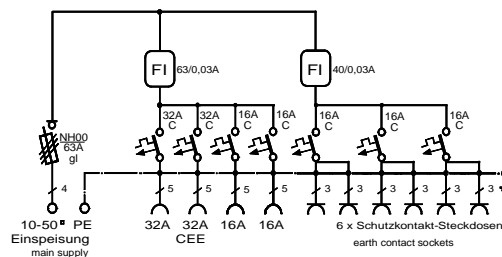 FI 63/0,03A FI 40/0,03A
32A C 32A C 16A C 16A C 16A C 16A C 16A C
NH00
63A
gl
4 5 5 5 5 3 3 3 3 3 3
10-50° PE 32A 32A 16A 16A 6 x Schutzkontakt-Steckdosen
Einspeisung CEE earth contact sockets
main supply